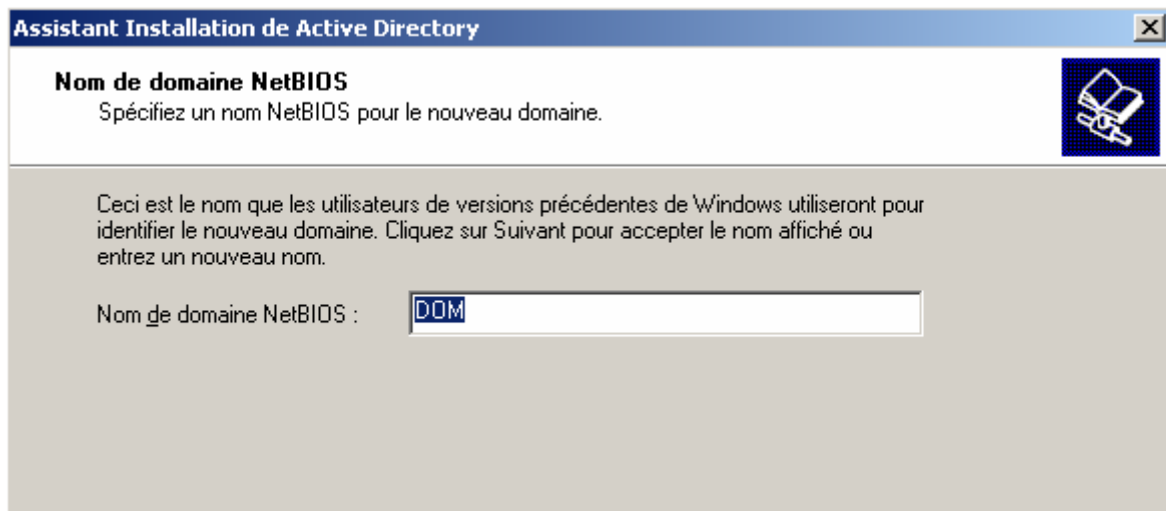 Assistant Installation de Active Directory
Nom de domaine NetBIOS
Spécifiez un nom NetBIOS pour le nouveau domaine.
Ceci est le nom que les utilisateurs de versions précédentes de Windows utiliseront pour
identifier le nouveau domaine. Cliquez sur Suivant pour accepter le nom affiché ou
entrez un nouveau nom.
Nom de domaine NetBIOS : DOM